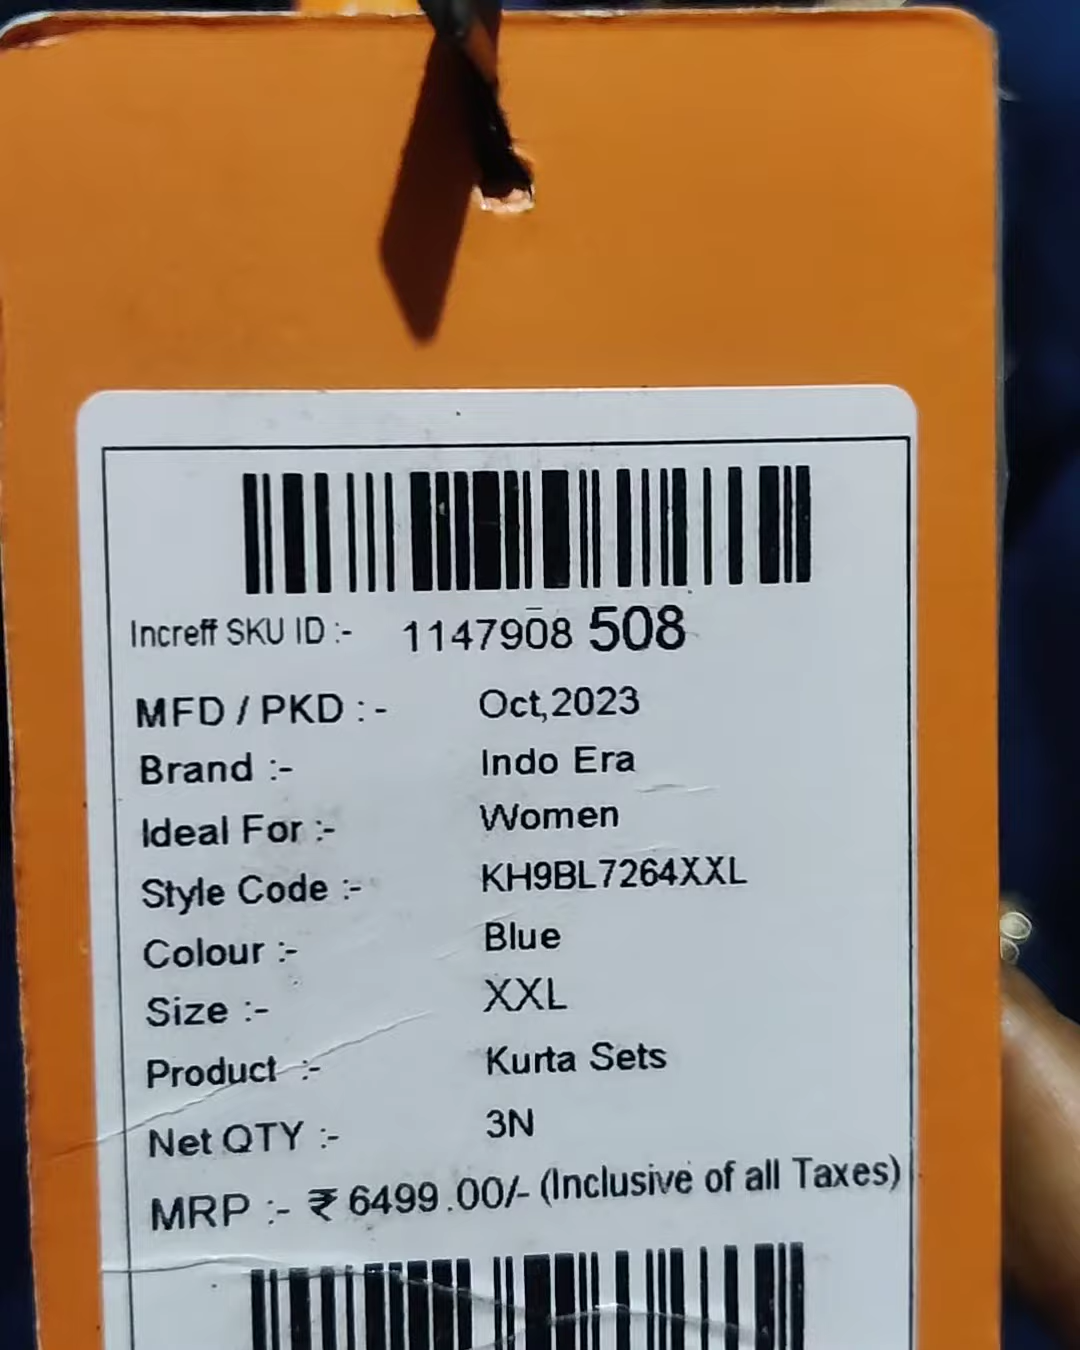 Increff SKU ID :- 1147908 508
MFD / PKD : - Oct,2023
Brand :- Indo Era
Ideal For :- Women
Style Code :- KH9BL7264XXL
Colour :- Blue
Size :- XXL
Product :- Kurta Sets
Net QTY :- 3N
MRP :- ₹ 6499.00/- (Inclusive of all Taxes)